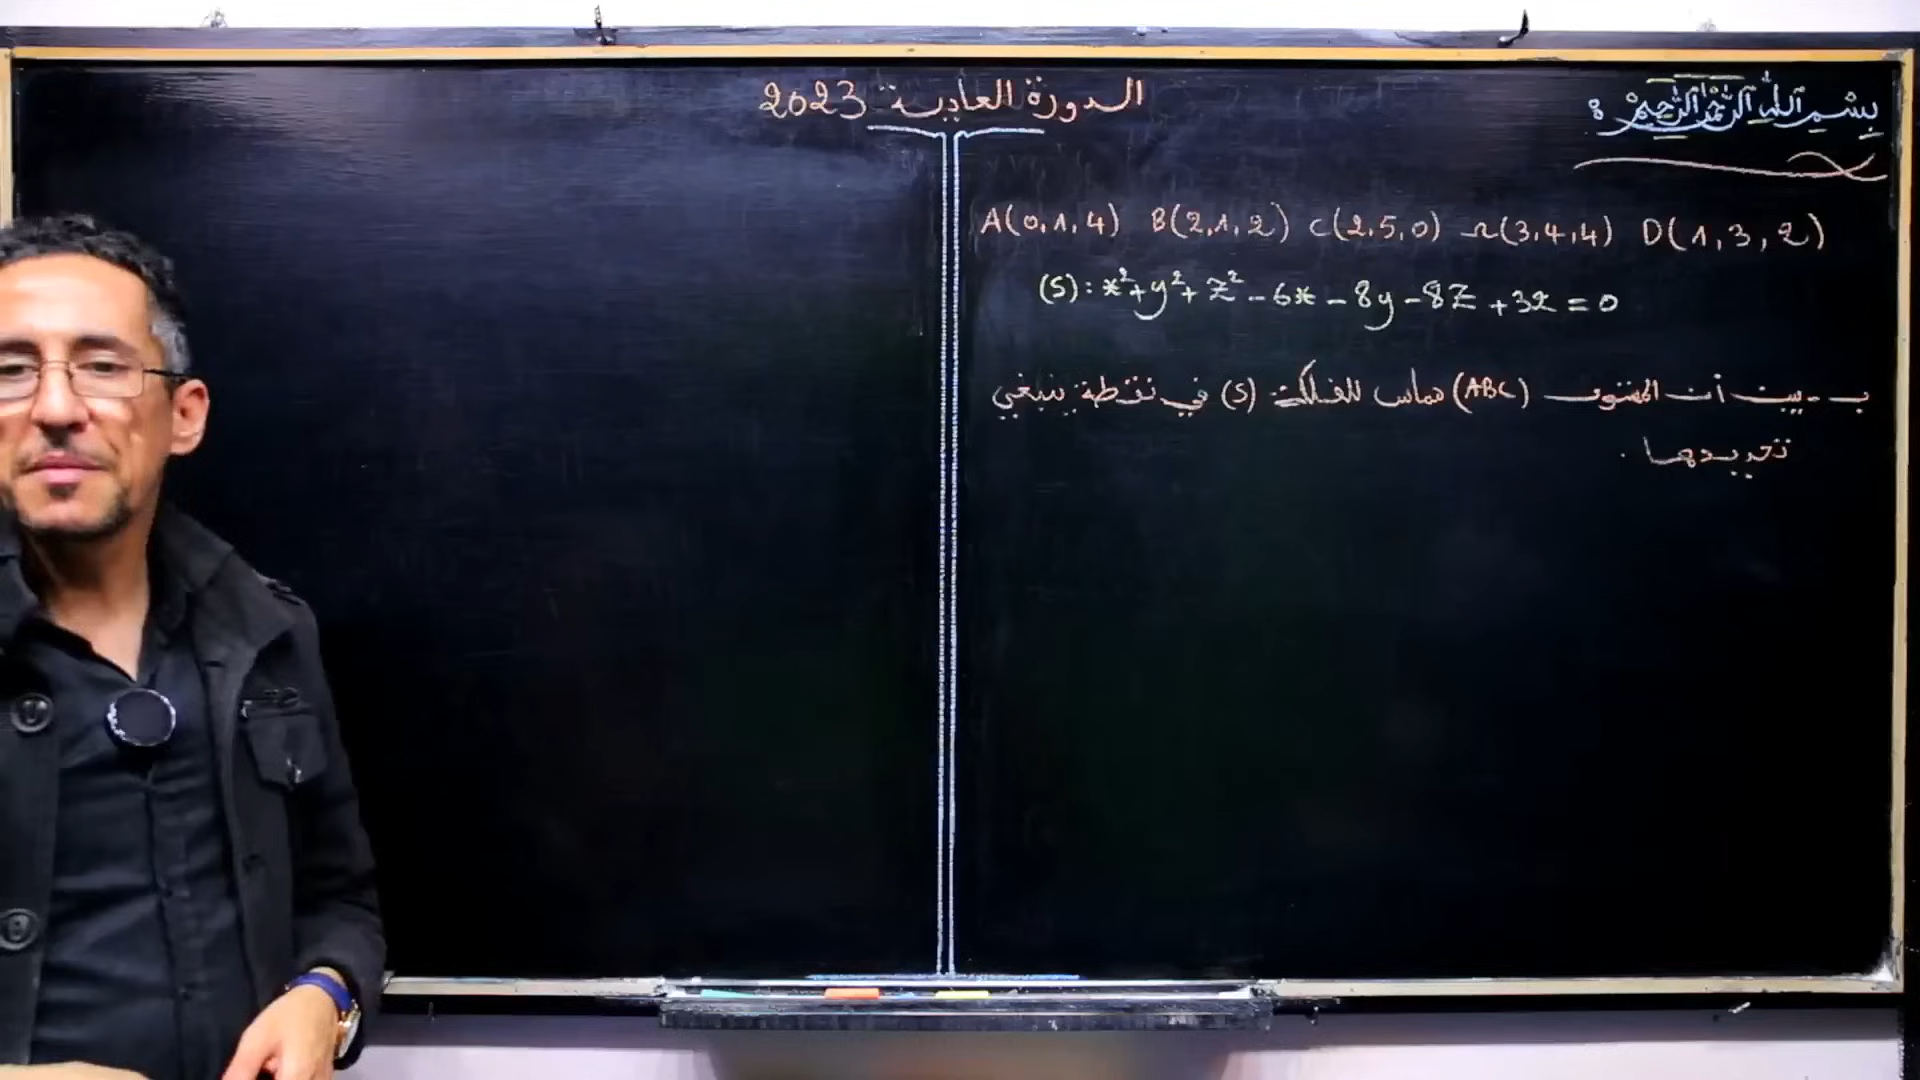 بسم الله الرحمن الرحيم :
الدورة العادية 2023
A(0,1,4) B(2,1,2) C(2,5,0) Ω(3,4,4) D(1,3,2)
(S): x²+y²+z²-6x-8y-8z+32=0
ب - بين أن المستوى (ABC) مماس للفلكة (S) في نقطة ينبغي
تحديدها .